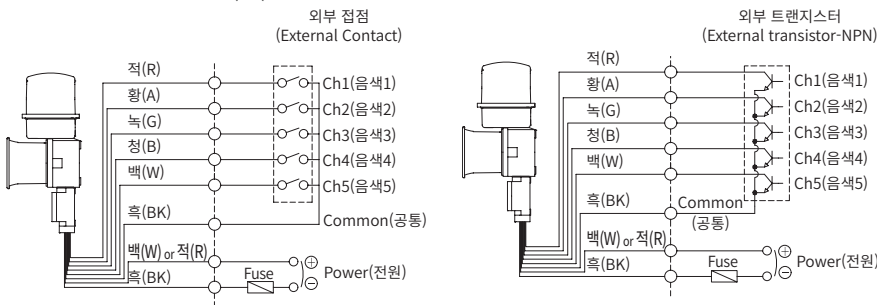 외부 접점
(External Contact)
적(R)
황(A)
녹(G)
청(B)
백(W)
흑(BK)
백(W) or 적(R)
흑(BK)
Fuse
Ch1(음색1)
Ch2(음색2)
Ch3(음색3)
Ch4(음색4)
Ch5(음색5)
Common(공통)
Power(전원)
외부 트랜지스터
(External transistor-NPN)
적(R)
황(A)
녹(G)
청(B)
백(W)
흑(BK)
백(W) or 적(R)
흑(BK)
Common
(공통)
Fuse
Ch1(음색1)
Ch2(음색2)
Ch3(음색3)
Ch4(음색4)
Ch5(음색5)
Power(전원)